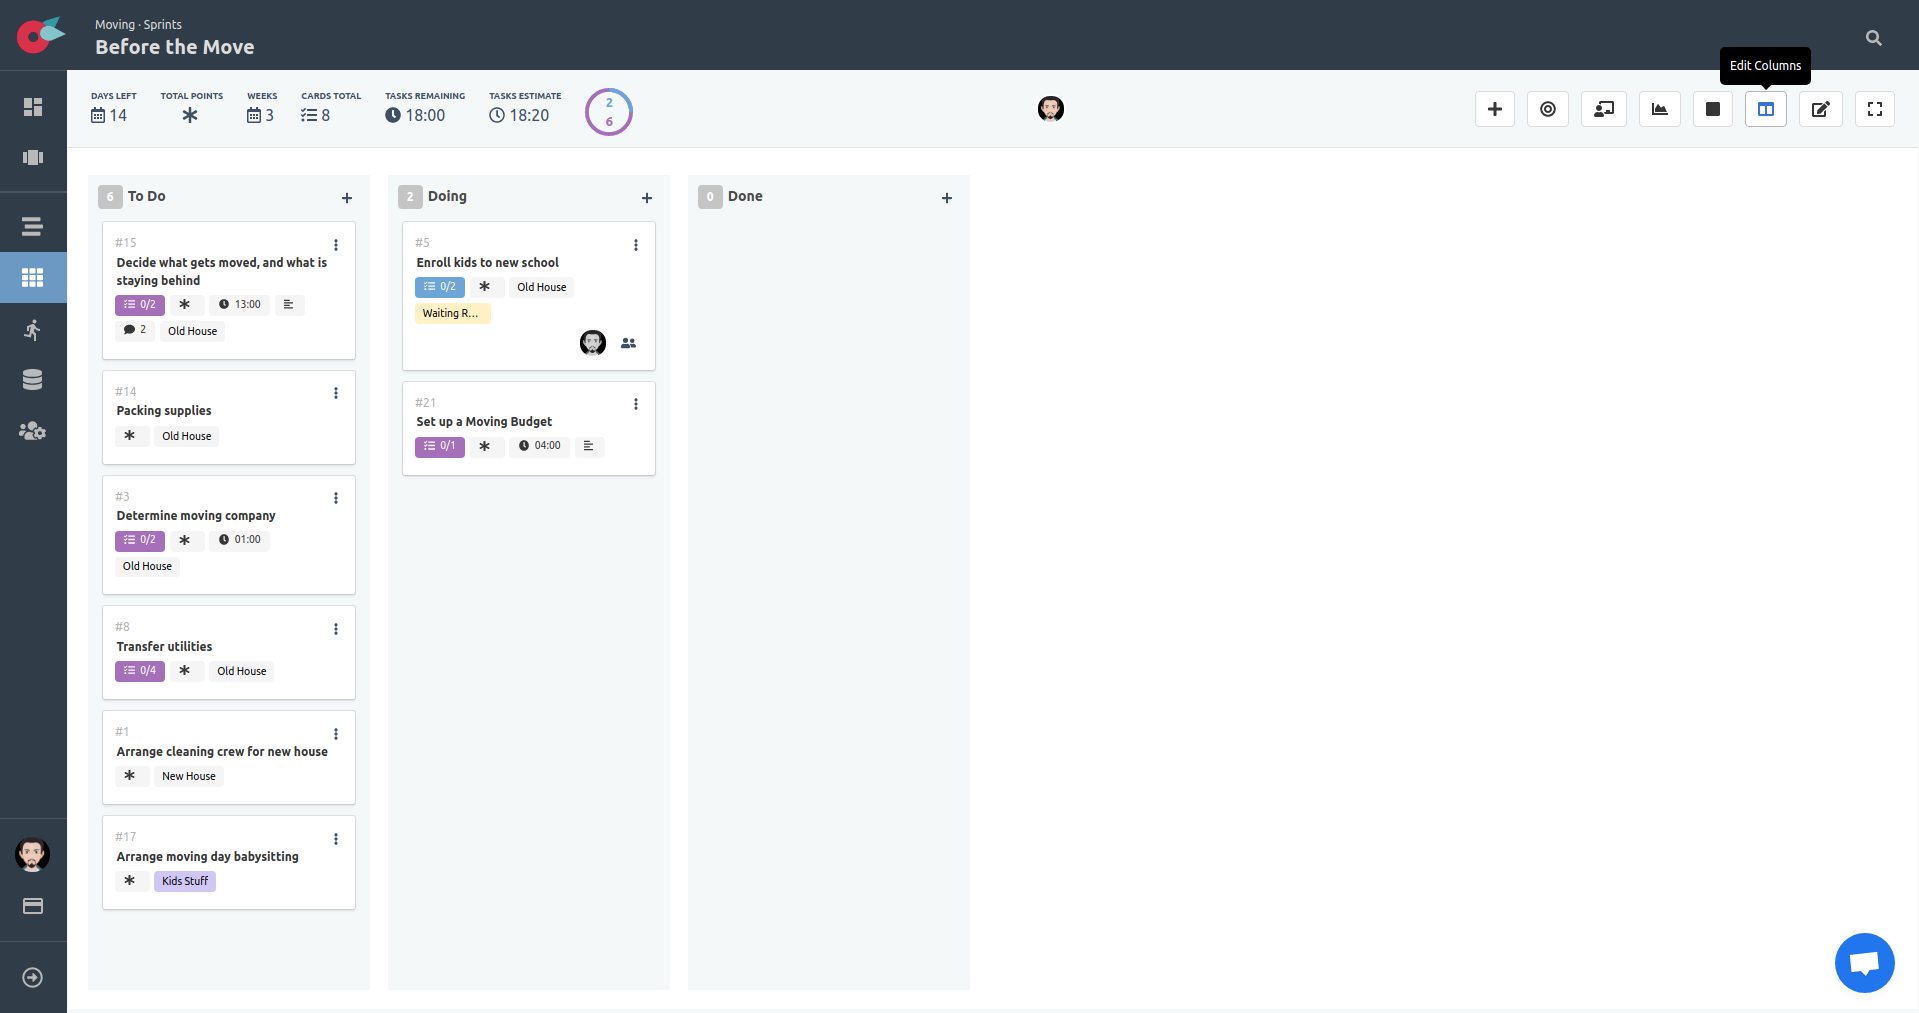 Moving · Sprints
Before the Move
Edit Columns
DAYS LEFT
14
TOTAL POINTS
WEEKS
3
CARDS TOTAL
8
TASKS REMAINING
18:00
TASKS ESTIMATE
18:20
2
6
6 To Do
#15
Decide what gets moved, and what is
staying behind
0/2 13:00
2 Old House
#14
Packing supplies
Old House
#3
Determine moving company
0/2 01:00
Old House
#8
Transfer utilities
0/4 Old House
#1
Arrange cleaning crew for new house
New House
#17
Arrange moving day babysitting
Kids Stuff
2 Doing
#5
Enroll kids to new school
0/2 Old House
Waiting R...
#21
Set up a Moving Budget
0/1 04:00
0 Done